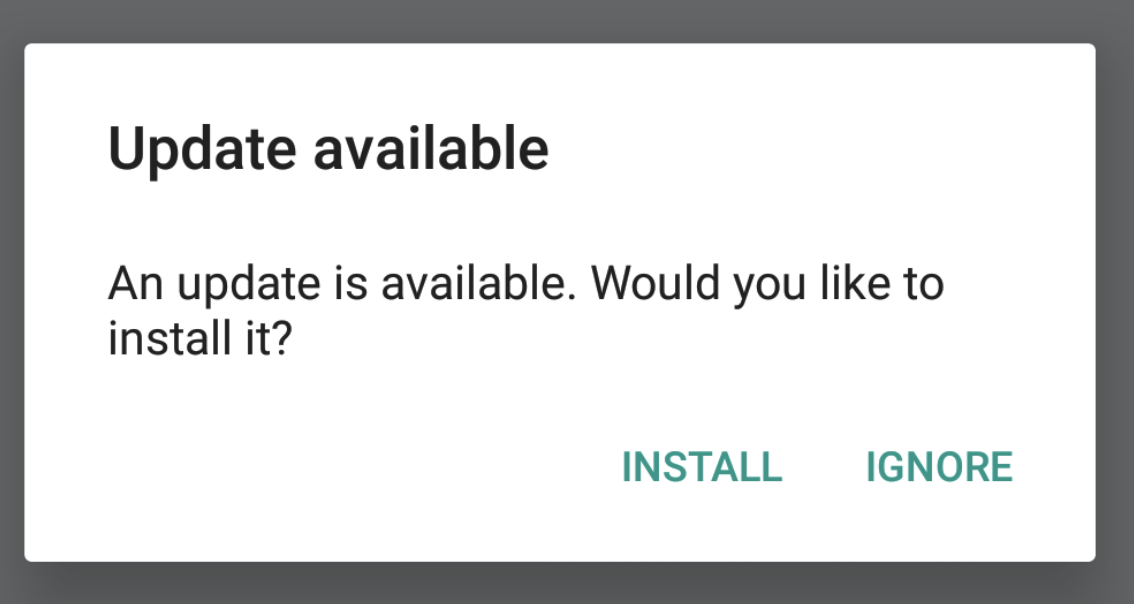 Update available
An update is available. Would you like to
install it?
INSTALL IGNORE